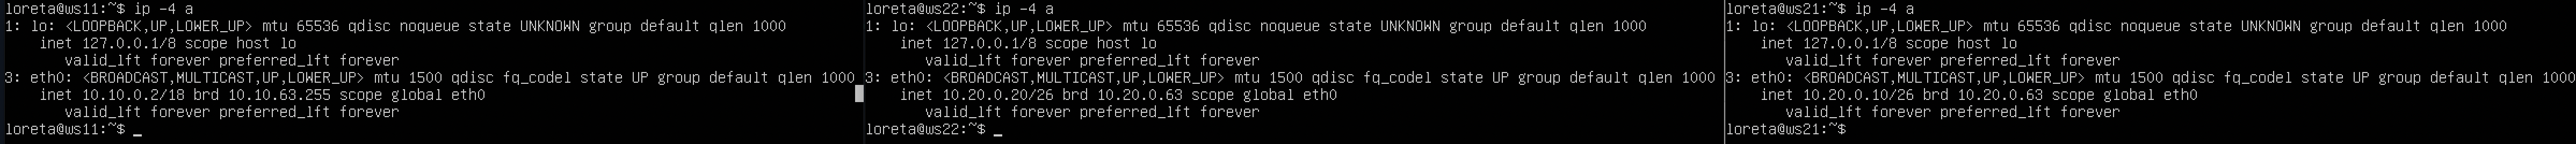 loreta@ws11:~$ ip -4 a
1: lo: <LOOPBACK,UP,LOWER_UP> mtu 65536 qdisc noqueue state UNKNOWN group default qlen 1000
    inet 127.0.0.1/8 scope host lo
       valid_lft forever preferred_lft forever
3: eth0: <BROADCAST,MULTICAST,UP,LOWER_UP> mtu 1500 qdisc fq_codel state UP group default qlen 1000
    inet 10.10.0.2/18 brd 10.10.63.255 scope global eth0
       valid_lft forever preferred_lft forever
loreta@ws11:~$ _
loreta@ws22:~$ ip -4 a
1: lo: <LOOPBACK,UP,LOWER_UP> mtu 65536 qdisc noqueue state UNKNOWN group default qlen 1000
    inet 127.0.0.1/8 scope host lo
       valid_lft forever preferred_lft forever
3: eth0: <BROADCAST,MULTICAST,UP,LOWER_UP> mtu 1500 qdisc fq_codel state UP group default qlen 1000
    inet 10.20.0.20/26 brd 10.20.0.63 scope global eth0
       valid_lft forever preferred_lft forever
loreta@ws22:~$ _
loreta@ws21:~$ ip -4 a
1: lo: <LOOPBACK,UP,LOWER_UP> mtu 65536 qdisc noqueue state UNKNOWN group default qlen 1000
    inet 127.0.0.1/8 scope host lo
       valid_lft forever preferred_lft forever
3: eth0: <BROADCAST,MULTICAST,UP,LOWER_UP> mtu 1500 qdisc fq_codel state UP group default qlen 1000
    inet 10.20.0.10/26 brd 10.20.0.63 scope global eth0
       valid_lft forever preferred_lft forever
loreta@ws21:~$